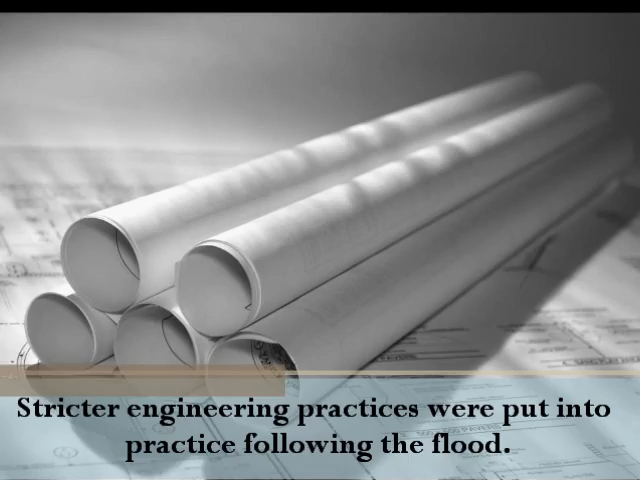 Stricter engineering practices were put into
practice following the flood.